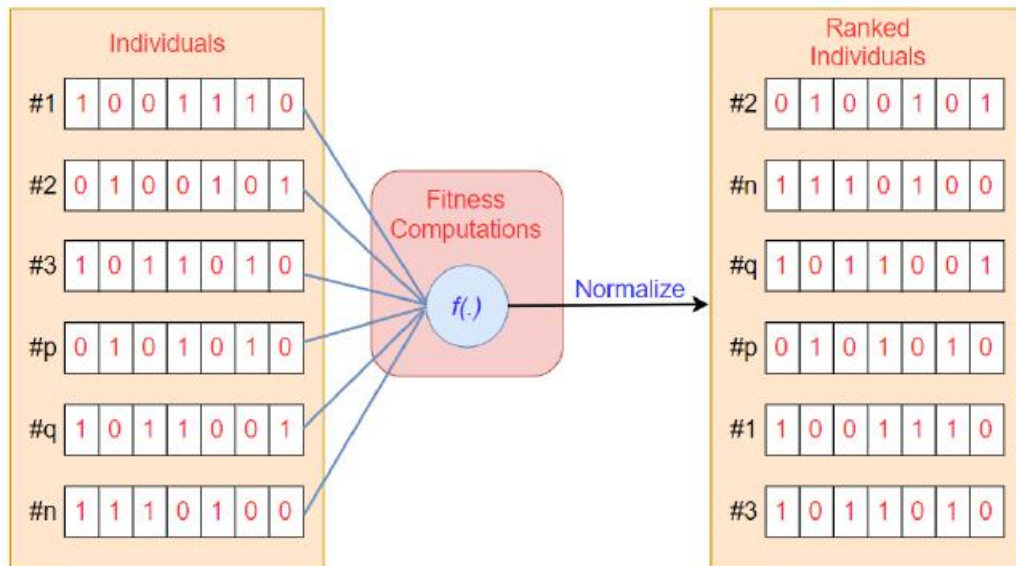 Individuals
#1 1 0 0 1 1 1 0
#2 0 1 0 0 1 0 1
#3 1 0 1 1 0 1 0
#p 0 1 0 1 0 1 0
#q 1 0 1 1 0 0 1
#n 1 1 1 0 1 0 0
Fitness
Computations
f(.)
Normalize
Ranked
Individuals
#2 0 1 0 0 1 0 1
#n 1 1 1 0 1 0 0
#q 1 0 1 1 0 0 1
#p 0 1 0 1 0 1 0
#1 1 0 0 1 1 1 0
#3 1 0 1 1 0 1 0